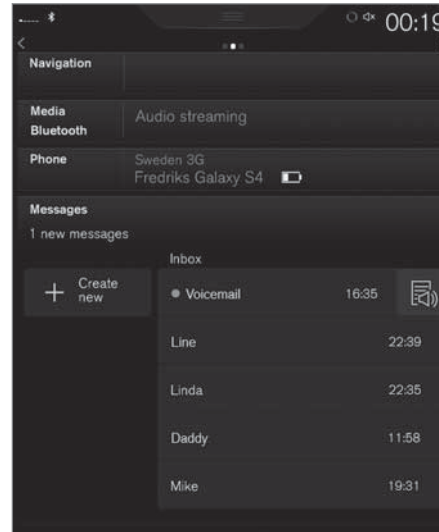 00:19
Navigation
Media
Bluetooth
Audio streaming
Phone
Sweden 3G
Fredriks Galaxy S4
Messages
1 new messages
Inbox
Create
new
Voicemail 16:35
Line 22:39
Linda 22:35
Daddy 11:58
Mike 19:31